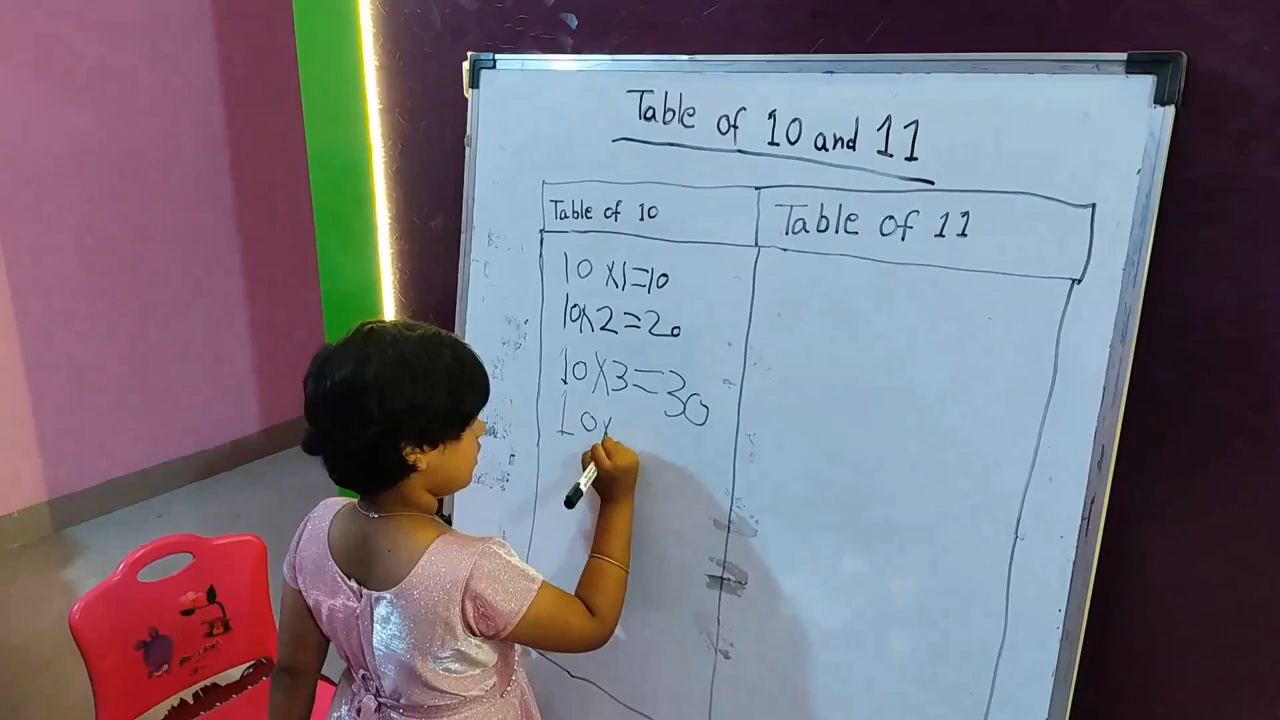 Table of 10 and 11
Table of 10
Table of 11
10 x1=10
10x2=20
10x3=30
10x